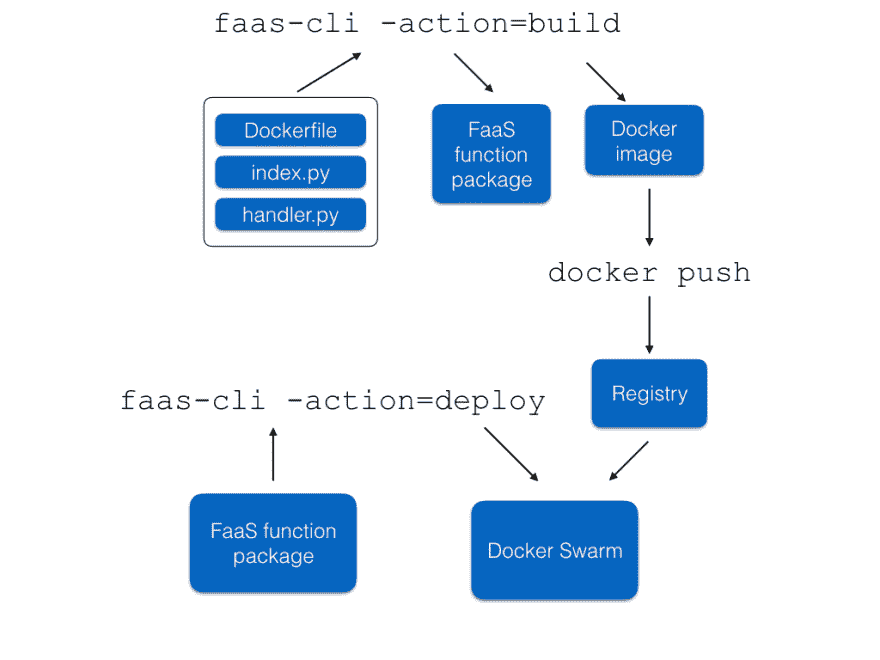 faas-cli -action=build
Dockerfile
index.py
handler.py
FaaS
function
package
Docker
image
docker push
Registry
faas-cli -action=deploy
FaaS function
package
Docker Swarm